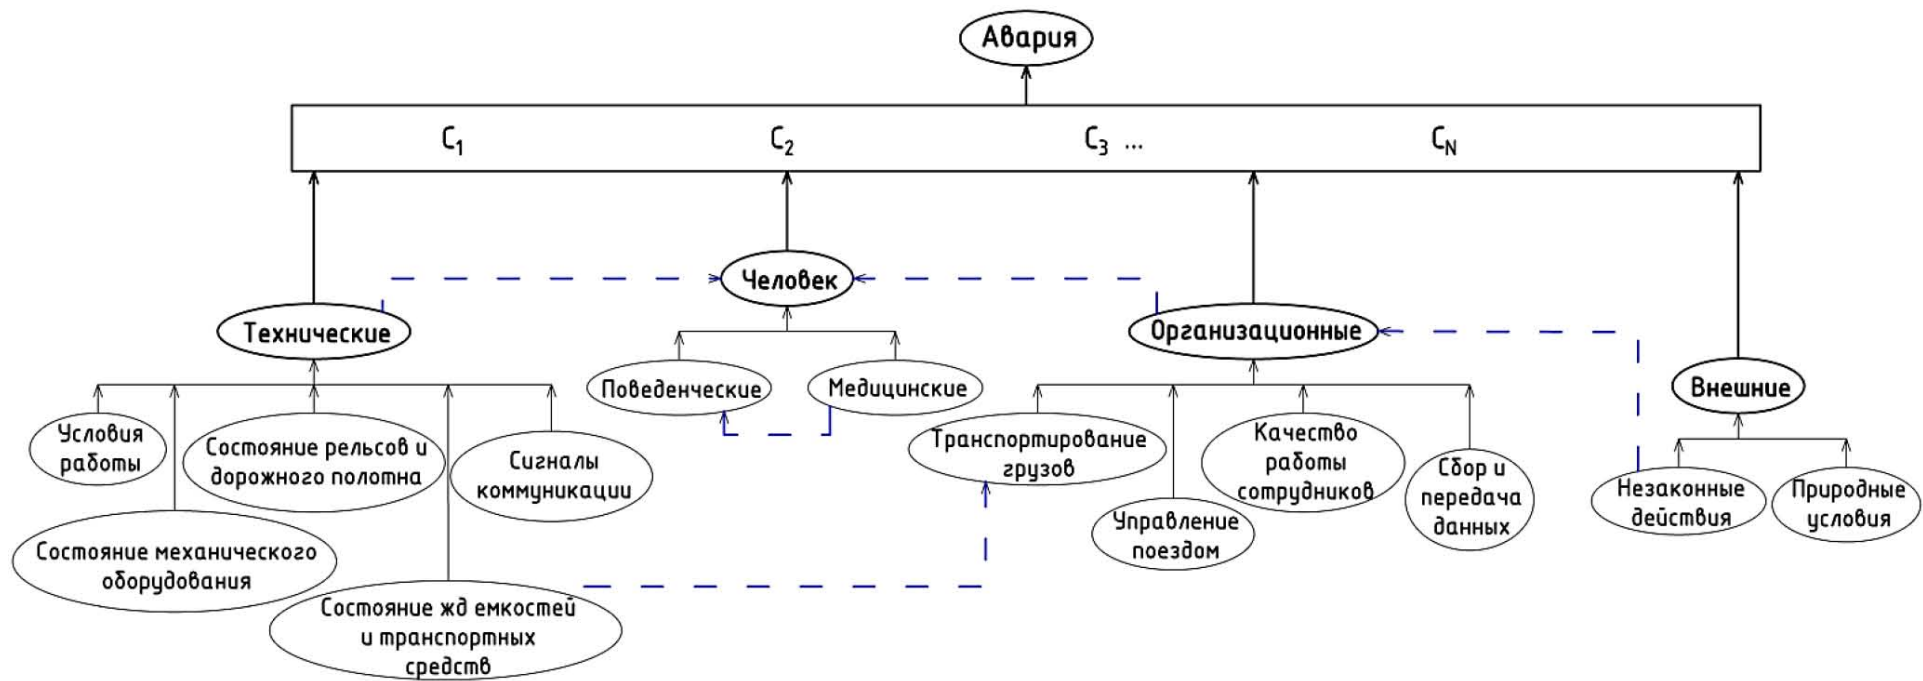 Авария
C1 C2 C3 ... CN
Человек
Технические
Организационные
Внешние
Поведенческие
Медицинские
Условия
работы
Состояние рельсов и
дорожного полотна
Сигналы
коммуникации
Состояние механического
оборудования
Состояние жд емкостей
и транспортных
средств
Транспортирование
грузов
Управление
поездом
Качество
работы
сотрудников
Сбор и
передача
данных
Незаконные
действия
Природные
условия